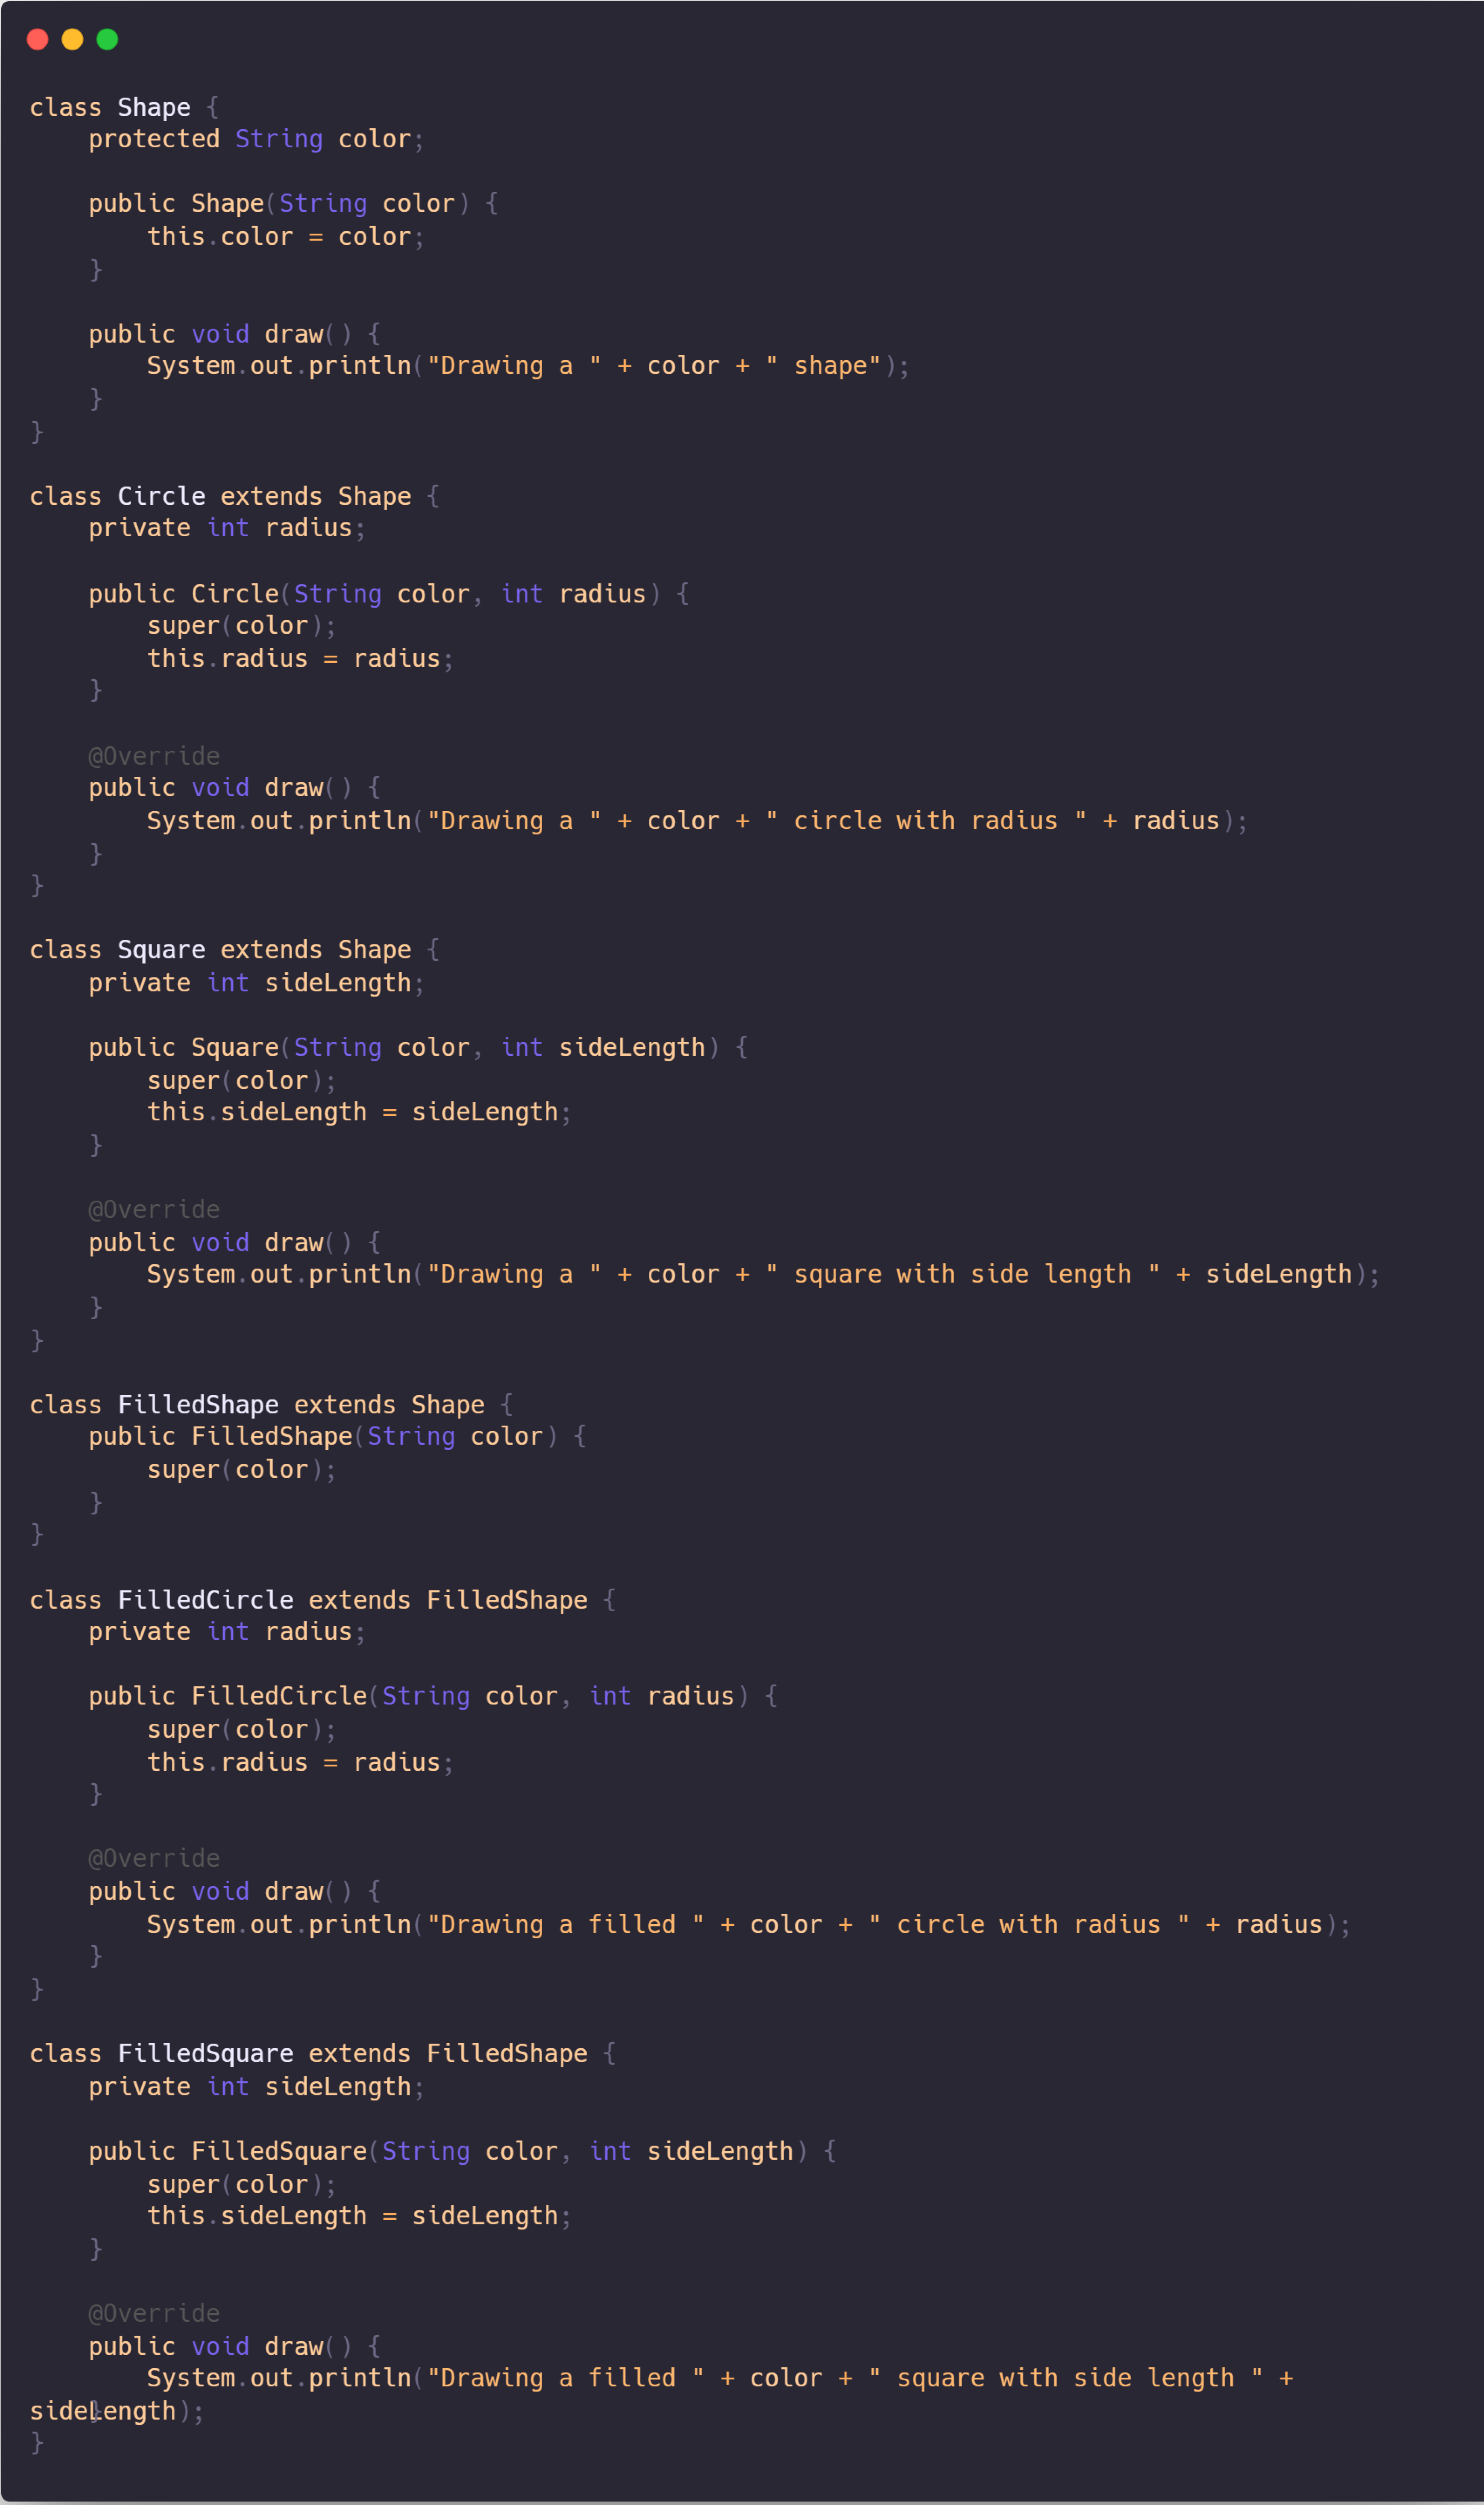 class Shape {
    protected String color;

    public Shape(String color) {
        this.color = color;
    }

    public void draw() {
        System.out.println("Drawing a " + color + " shape");
    }
}

class Circle extends Shape {
    private int radius;

    public Circle(String color, int radius) {
        super(color);
        this.radius = radius;
    }

    @Override
    public void draw() {
        System.out.println("Drawing a " + color + " circle with radius " + radius);
    }
}

class Square extends Shape {
    private int sideLength;

    public Square(String color, int sideLength) {
        super(color);
        this.sideLength = sideLength;
    }

    @Override
    public void draw() {
        System.out.println("Drawing a " + color + " square with side length " + sideLength);
    }
}

class FilledShape extends Shape {
    public FilledShape(String color) {
        super(color);
    }
}

class FilledCircle extends FilledShape {
    private int radius;

    public FilledCircle(String color, int radius) {
        super(color);
        this.radius = radius;
    }

    @Override
    public void draw() {
        System.out.println("Drawing a filled " + color + " circle with radius " + radius);
    }
}

class FilledSquare extends FilledShape {
    private int sideLength;

    public FilledSquare(String color, int sideLength) {
        super(color);
        this.sideLength = sideLength;
    }

    @Override
    public void draw() {
        System.out.println("Drawing a filled " + color + " square with side length " +
sideLength);
    }
}